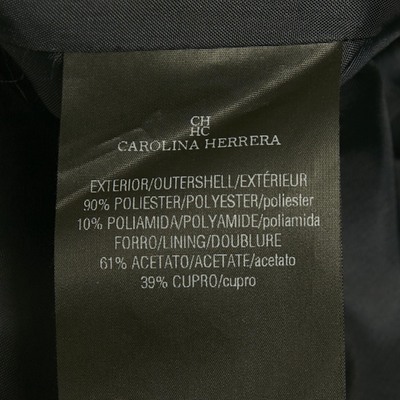 CH
HC
CAROLINA HERRERA
EXTERIOR/OUTERSHELL/EXTÉRIEUR
90% POLIESTER/POLYESTER/poliester
10% POLIAMIDA/POLYAMIDE/poliamida
FORRO/LINING/DOUBLURE
61% ACETATO/ACETATE/acetato
39% CUPRO/cupro